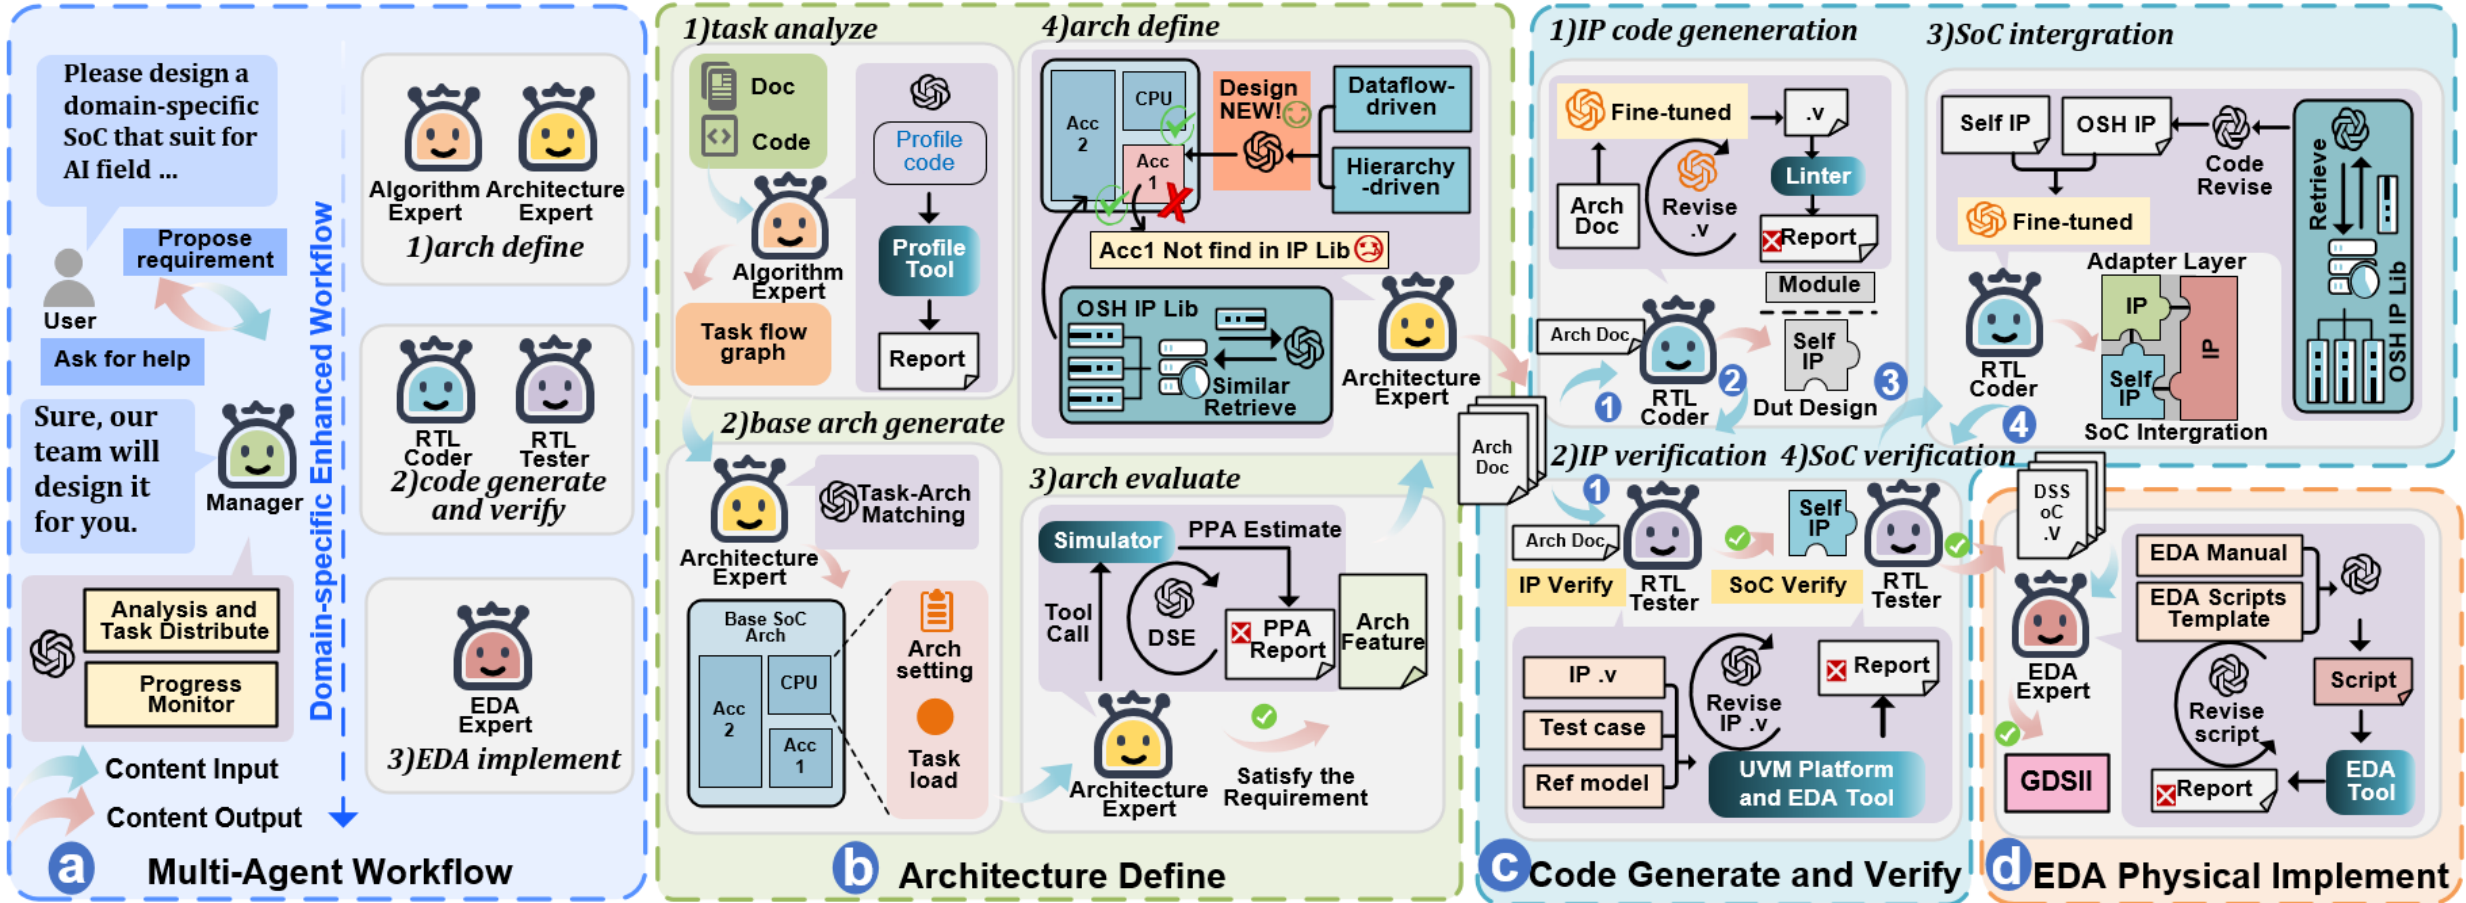 Please design a
domain-specific
SoC that suit for
AI field ...
User
Propose
requirement
Ask for help
Sure, our
team will
design it
for you.
Manager
Analysis and
Task Distribute
Progress
Monitor
Content Input
Content Output
Domain-specific Enhanced Workflow
Algorithm
Expert
Architecture
Expert
1)arch define
RTL
Coder
RTL
Tester
2)code generate
and verify
EDA
Expert
3)EDA implement
a
Multi-Agent Workflow
1)task analyze
Doc
Code
Algorithm
Expert
Task flow
graph
Profile
code
Profile
Tool
Report
2)base arch generate
Architecture
Expert
Task-Arch
Matching
Base SoC
Arch
Acc
2
CPU
Acc
1
Arch
setting
Task
load
3)arch evaluate
Simulator
PPA Estimate
Tool
Call
DSE
PPA
Report
Arch
Feature
Architecture
Expert
Satisfy the
Requirement
4)arch define
Acc
2
CPU
Acc
1
Design
NEW!
Dataflow-
driven
Hierarchy
-driven
Acc1 Not find in IP Lib
OSH IP Lib
Similar
Retrieve
Architecture
Expert
b
Architecture Define
Arch
Doc
1)IP code geneneration
Fine-tuned
.v
Arch
Doc
Revise
.v
Linter
Report
Module
Arch Doc
Self
IP
RTL
Coder
Dut Design
1
2
3
4
3)SoC intergration
Self IP
OSH IP
Code
Revise
Fine-tuned
Retrieve
OSH IP Lib
Adapter Layer
IP
IP
Self
IP
RTL
Coder
SoC Intergration
2)IP verification
4)SoC verification
1
Arch Doc
IP Verify
RTL
Tester
Self
IP
SoC Verify
RTL
Tester
IP .v
Test case
Ref model
Revise
IP .v
Report
UVM Platform
and EDA Tool
c
Code Generate and Verify
DSS
oC
.V
EDA
Expert
EDA Manual
EDA Scripts
Template
Script
Revise
script
EDA
Tool
Report
GDSII
d
EDA Physical Implement